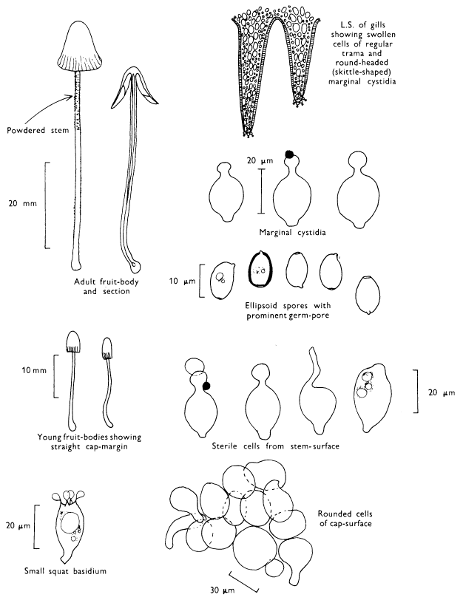 L.S. of gills
showing swollen
cells of regular
trama and
round-headed
(skittle-shaped)
marginal cystidia
Powdered stem
20 mm
Adult fruit-body
and section
20 μm
Marginal cystidia
10 μm
Ellipsoid spores with
prominent germ-pore
10 mm
Young fruit-bodies showing
straight cap-margin
20 μm
Sterile cells from stem-surface
20 μm
Small squat basidium
Rounded cells
of cap-surface
30 μm